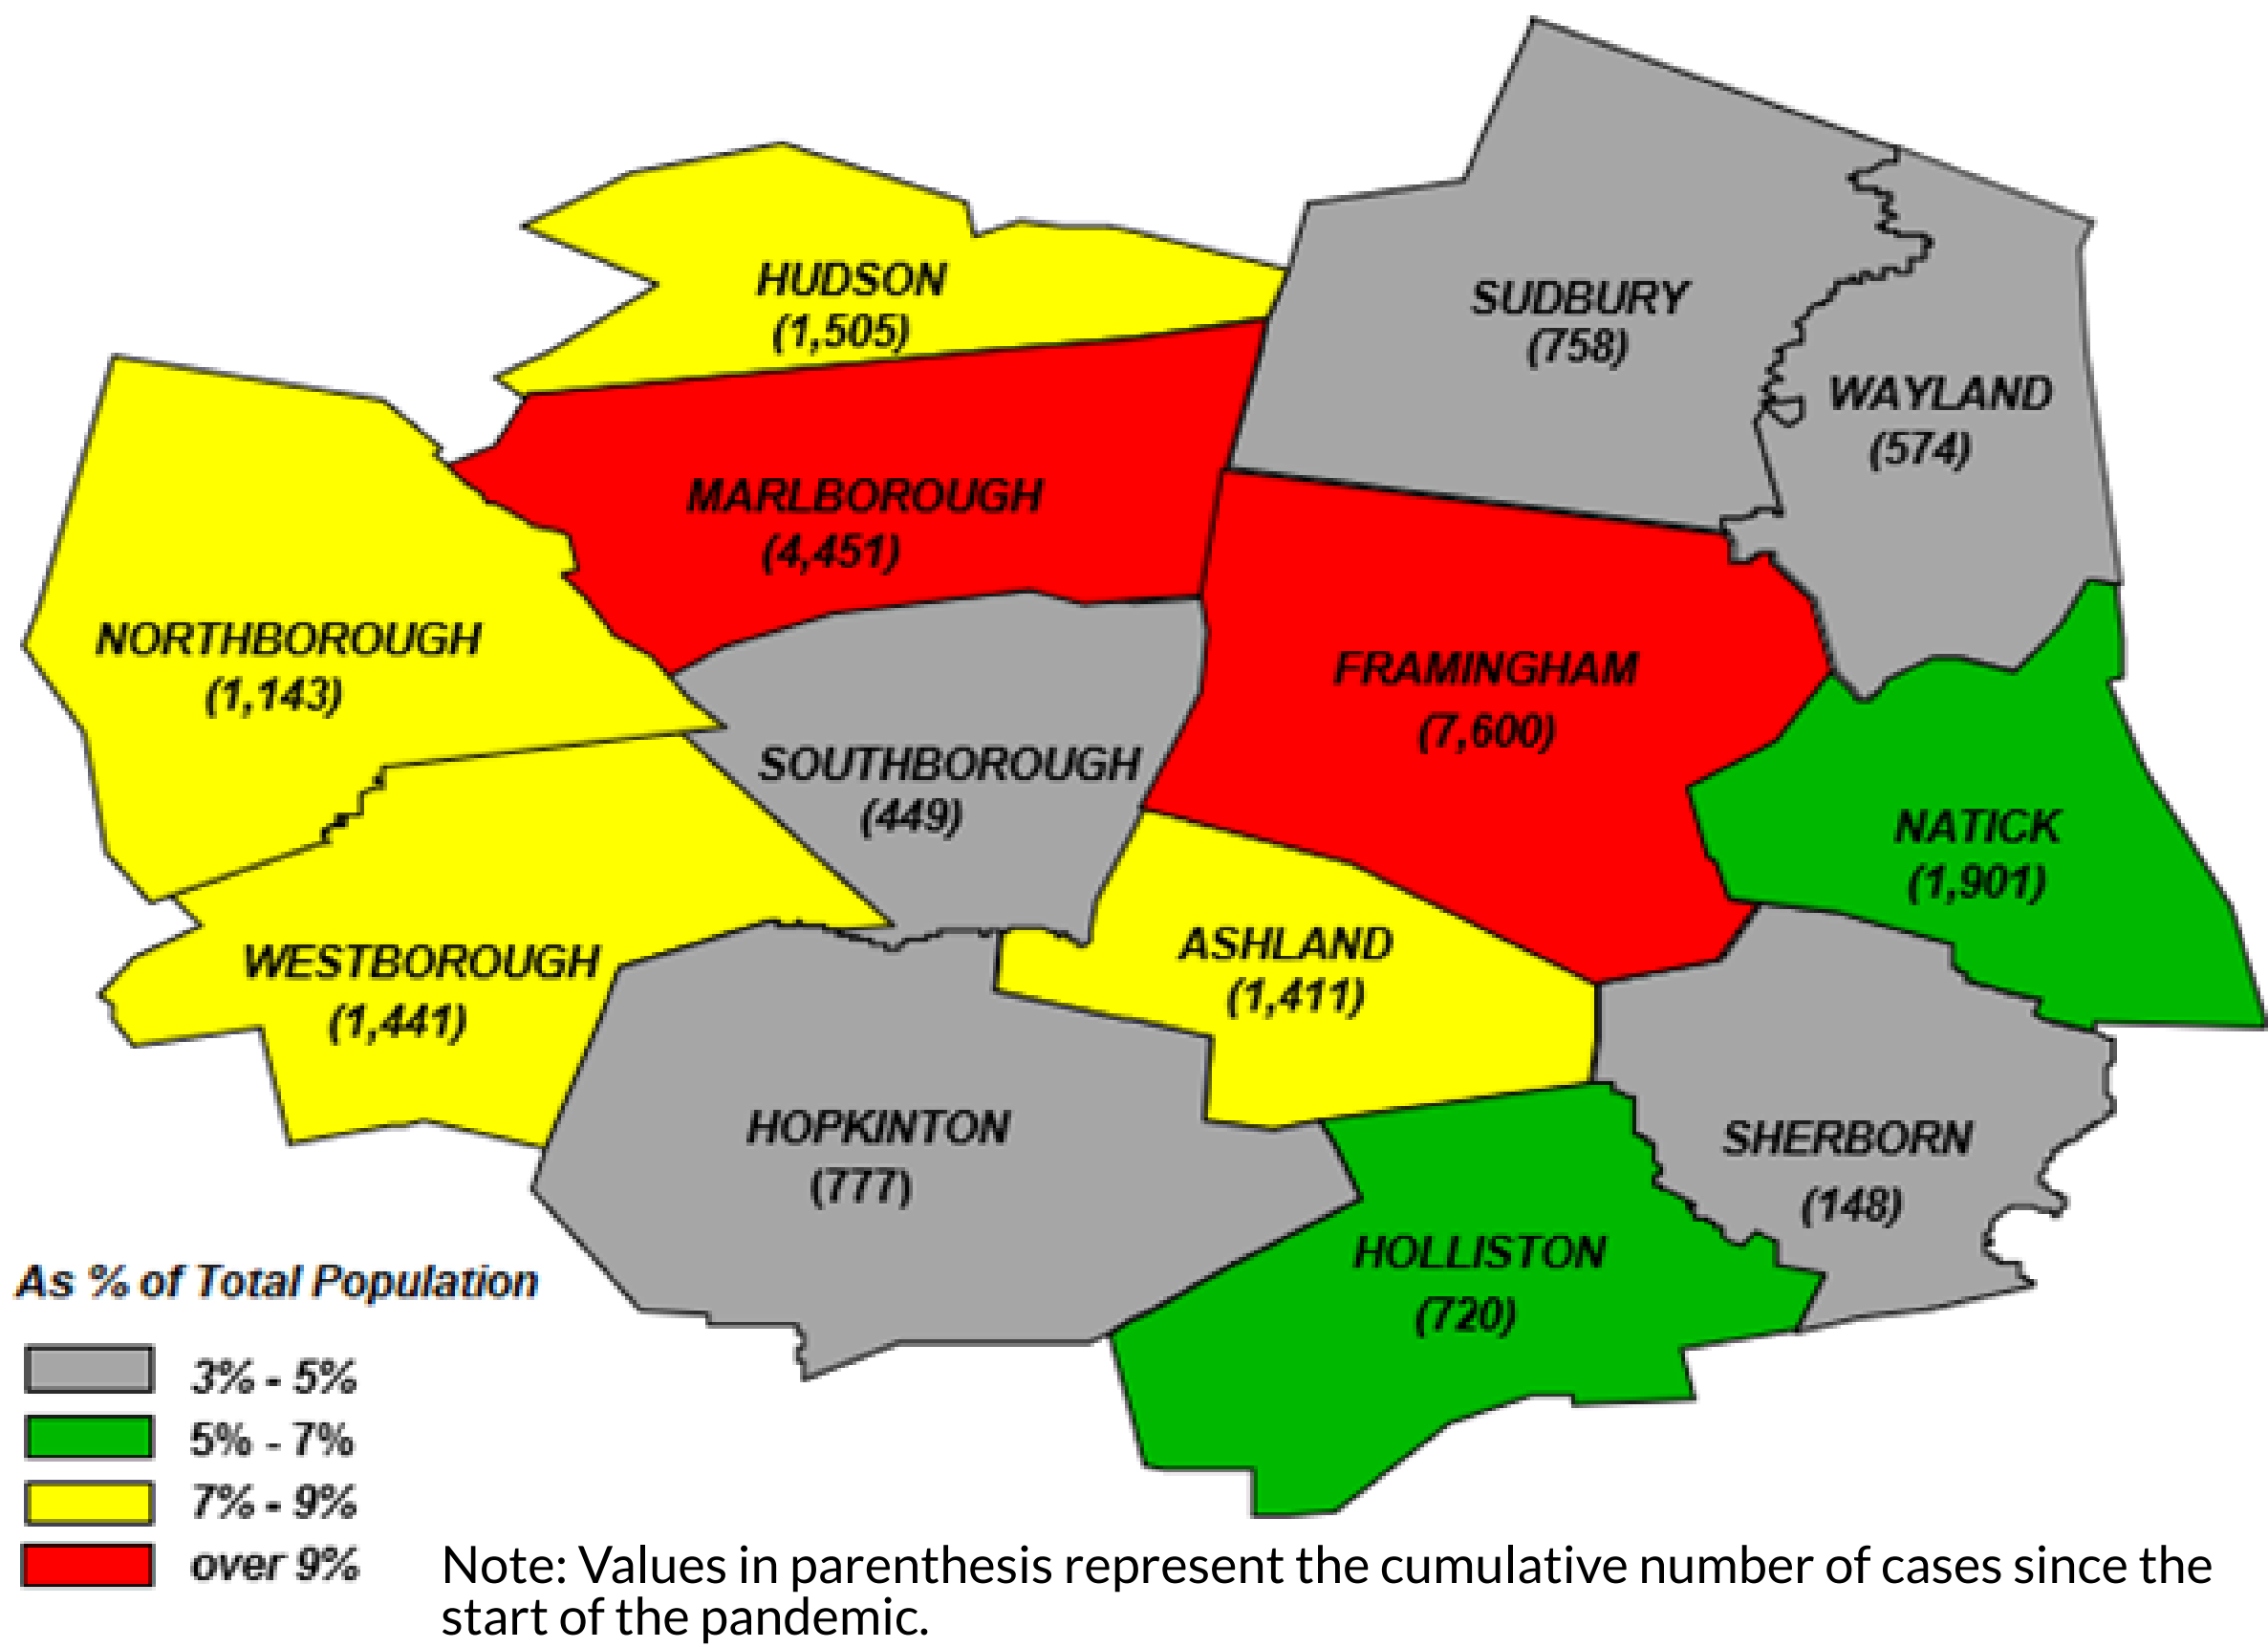 HUDSON
(1,505)
SUDBURY
(758)
WAYLAND
(574)
MARLBOROUGH
(4,451)
NORTHBOROUGH
(1,143)
FRAMINGHAM
(7,600)
SOUTHBOROUGH
(449)
NATICK
(1,901)
WESTBOROUGH
(1,441)
ASHLAND
(1,411)
HOPKINTON
(777)
SHERBORN
(148)
HOLLISTON
(720)
As % of Total Population
3% - 5%
5% - 7%
7% - 9%
over 9%
Note: Values in parenthesis represent the cumulative number of cases since the
start of the pandemic.